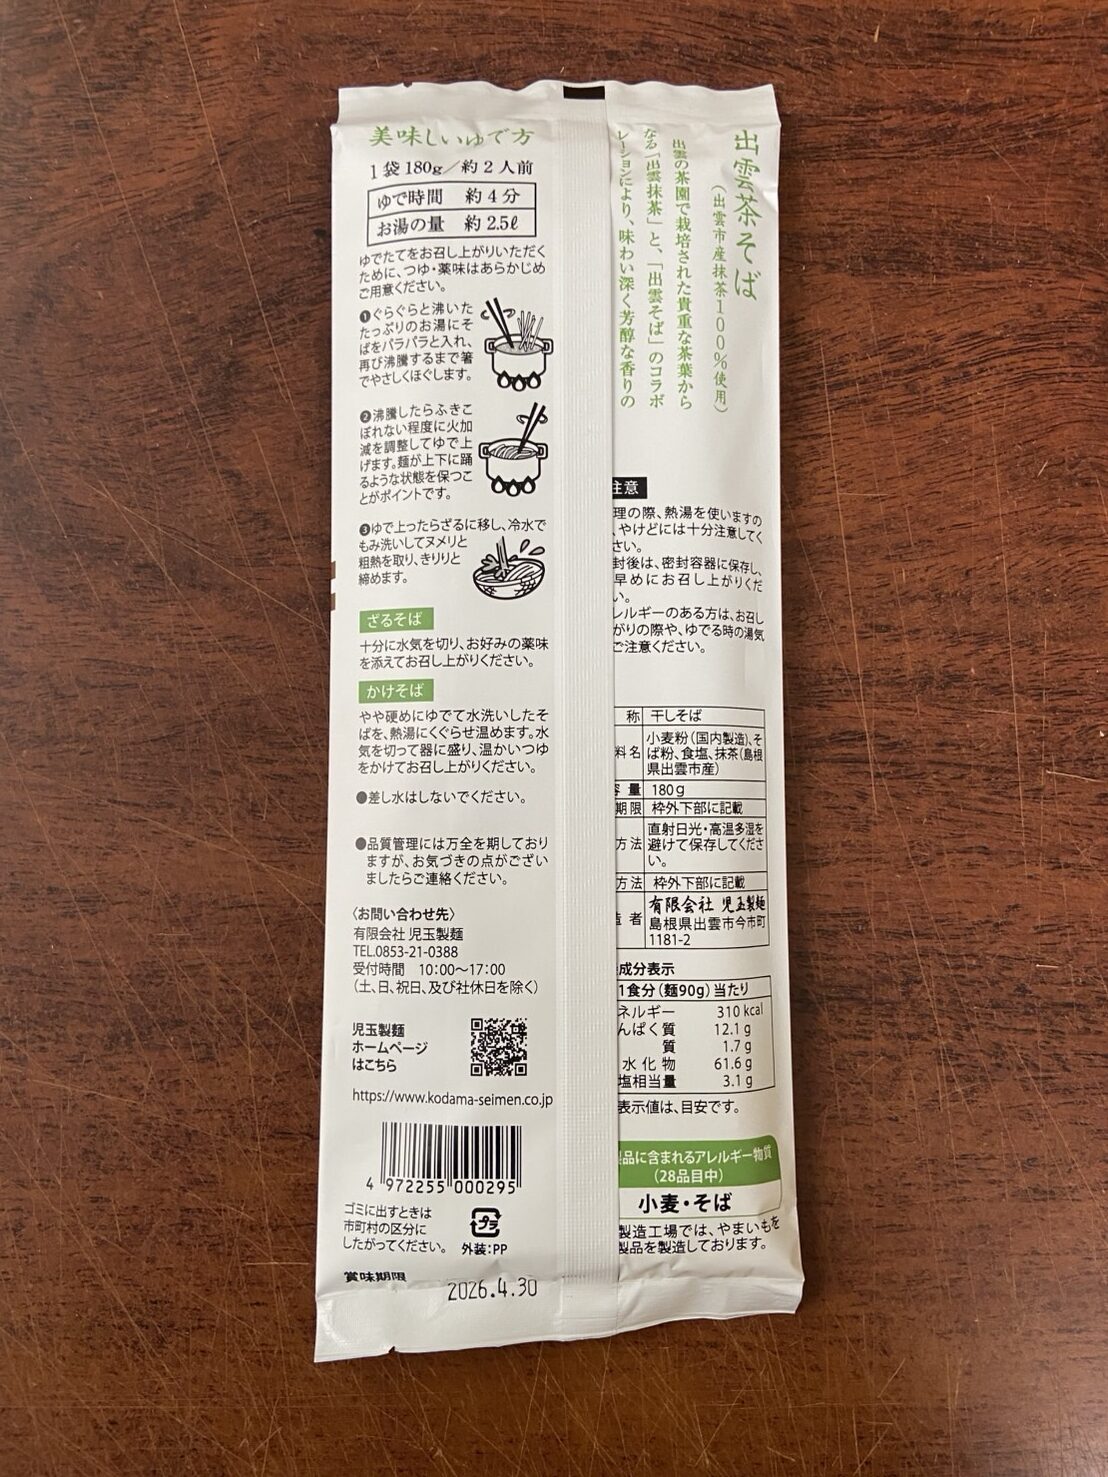 美味しいゆで方
1袋180g／約2人前
ゆで時間 約4分
お湯の量 約2.5ℓ
ゆでたてをお召し上がりいただく
ために、つゆ・薬味はあらかじめ
ご用意ください。
❶ぐらぐらと沸いた
たっぷりのお湯にそ
ばをパラパラと入れ、
再び沸騰するまで箸
でやさしくほぐします。
❷沸騰したらふきこ
ぼれない程度に火加
減を調整してゆで上
げます。麺が上下に踊
るような状態を保つこ
とがポイントです。
❸ゆで上ったらざるに移し、冷水で
もみ洗いしてヌメリと
粗熱を取り、きりりと
締めます。
ざるそば
十分に水気を切り、お好みの薬味
を添えてお召し上がりください。
かけそば
やや硬めにゆでて水洗いしたそ
ばを、熱湯にくぐらせ温めます。水
気を切って器に盛り、温かいつゆ
をかけてお召し上がりください。
●差し水はしないでください。
●品質管理には万全を期しており
ますが、お気づきの点がござい
ましたらご連絡ください。
〈お問い合わせ先〉
有限会社 児玉製麺
TEL.0853-21-0388
受付時間 10:00〜17:00
(土、日、祝日、及び社休日を除く)
児玉製麺
ホームページ
はこちら
https://www.kodama-seimen.co.jp
4 972255 000295
ゴミに出すときは
市町村の区分に
したがってください。
プラ
外装:PP
賞味期限
2026.4.30
出雲茶そば
(出雲市産抹茶100%使用)
出雲の茶園で栽培された貴重な茶葉から
なる「出雲抹茶」と、「出雲そば」のコラボ
レーションにより、味わい深く芳醇な香りの
注意
理の際、熱湯を使いますの
、やけどには十分注意してく
さい。
封後は、密封容器に保存し、
早めにお召し上がりくだ
い。
レルギーのある方は、お召し
がりの際や、ゆでる時の湯気
ご注意ください。
称 干しそば
料名 小麦粉(国内製造)、そ
ば粉、食塩、抹茶(島根
県出雲市産)
容量 180g
期限 枠外下部に記載
方法 直射日光・高温多湿を
避けて保存してくださ
い。
方法 枠外下部に記載
造者 有限会社 児玉製麺
島根県出雲市今市町
1181-2
成分表示
1食分(麺90g)当たり
ネルギー 310kcal
んぱく質 12.1g
質 1.7g
水化物 61.6g
塩相当量 3.1g
表示値は、目安です。
製品に含まれるアレルギー物質
(28品目中)
小麦・そば
製造工場では、やまいもを
製品を製造しております。